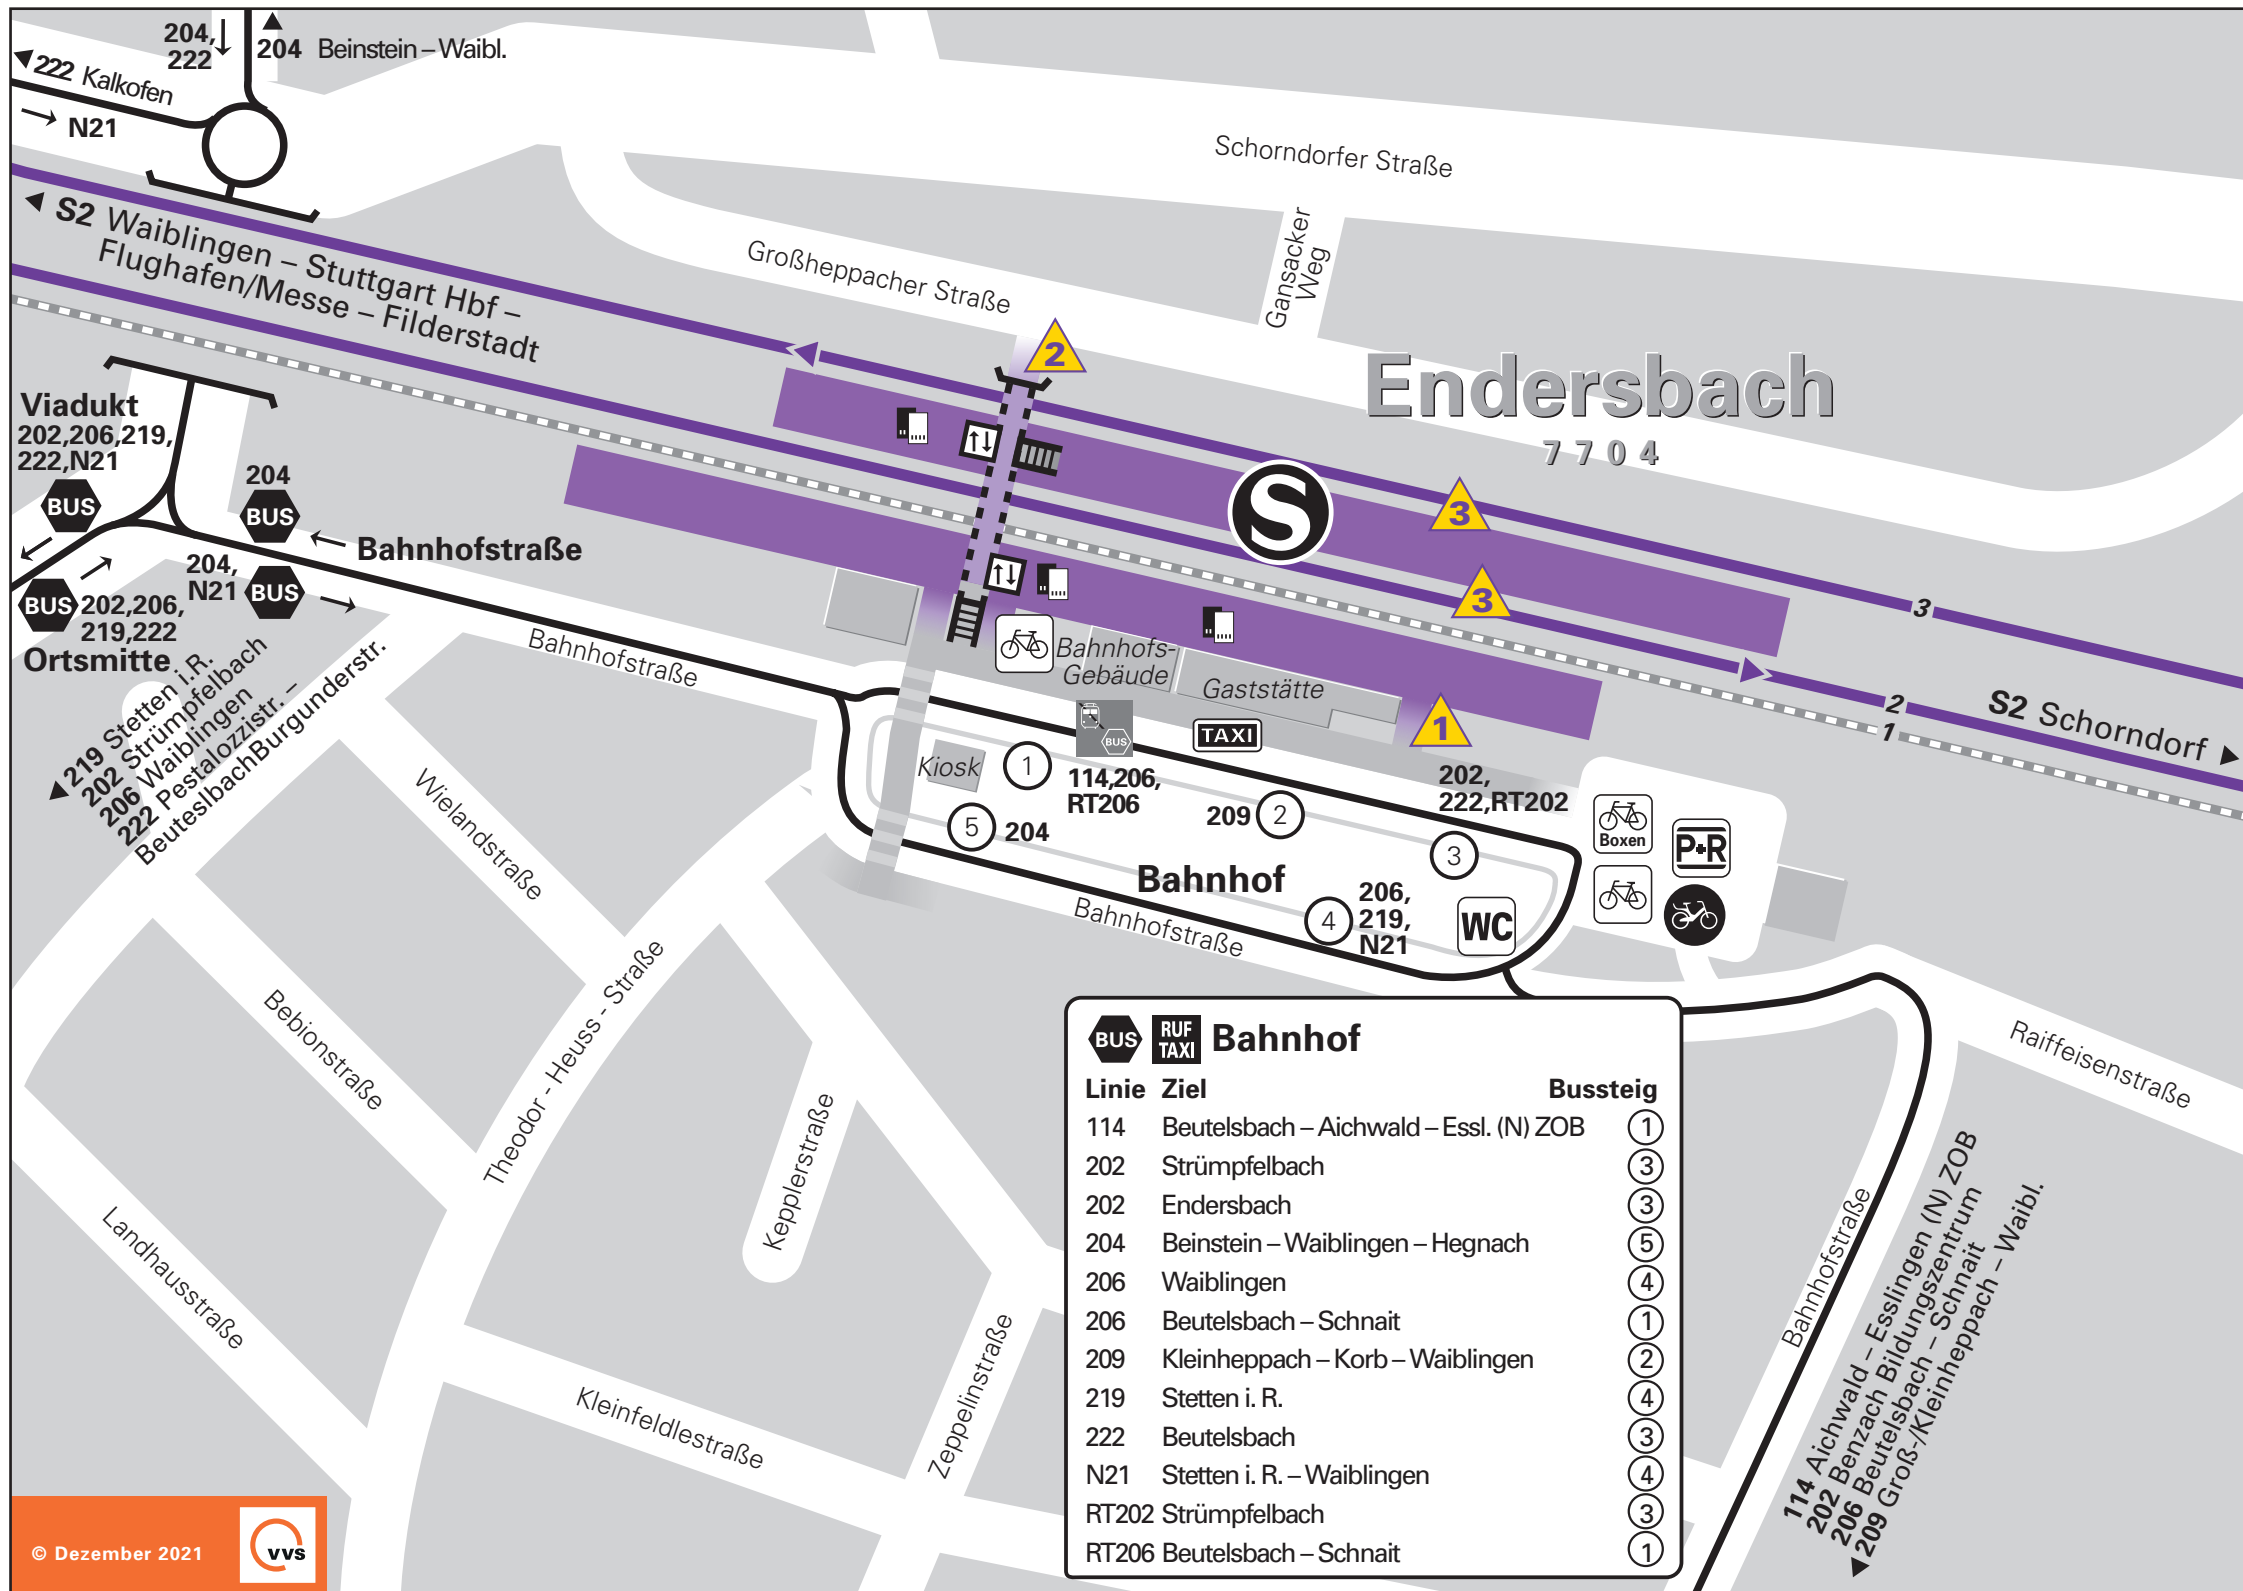 204,
222
204 Beinstein – Waibl.
222 Kalkofen
N21
S2 Waiblingen – Stuttgart Hbf –
Flughafen/Messe – Filderstadt
Schorndorfer Straße
Großheppacher Straße
Gansacker
Weg
Endersbach
7704
2
S
3
3
1
3
2
1
S2 Schorndorf
Viadukt
202,206,219,
222,N21
BUS
204
BUS
Bahnhofstraße
204,
N21
BUS
BUS
202,206,
219,222
Ortsmitte
219 Stetten i.R.
202 Strümpfelbach
206 Waiblingen
222 Pestalozzistr. –
BeuteslbachBurgunderstr.
Bahnhofstraße
Bahnhofs-
Gebäude
Gaststätte
BUS
TAXI
Kiosk
1
114,206,
RT206
209 2
202,
222,RT202
3
5 204
Bahnhof
4
206,
219,
N21
WC
Bahnhofstraße
Boxen
P+R
Wielandstraße
Bebionstraße
Landhausstraße
Theodor - Heuss - Straße
Kepplerstraße
Kleinfeldlestraße
Zeppelinstraße
Raiffeisenstraße
Bahnhofstraße
114 Aichwald – Esslingen (N) ZOB
202 Benzach Bildungszentrum
206 Beutelsbach – Schnait
209 Groß-/Kleinheppach – Waibl.
BUS RUF TAXI Bahnhof
Linie Ziel Bussteig
114 Beutelsbach – Aichwald – Essl. (N) ZOB 1
202 Strümpfelbach 3
202 Endersbach 3
204 Beinstein – Waiblingen – Hegnach 5
206 Waiblingen 4
206 Beutelsbach – Schnait 1
209 Kleinheppach – Korb – Waiblingen 2
219 Stetten i. R. 4
222 Beutelsbach 3
N21 Stetten i. R. – Waiblingen 4
RT202 Strümpfelbach 3
RT206 Beutelsbach – Schnait 1
© Dezember 2021
vvs